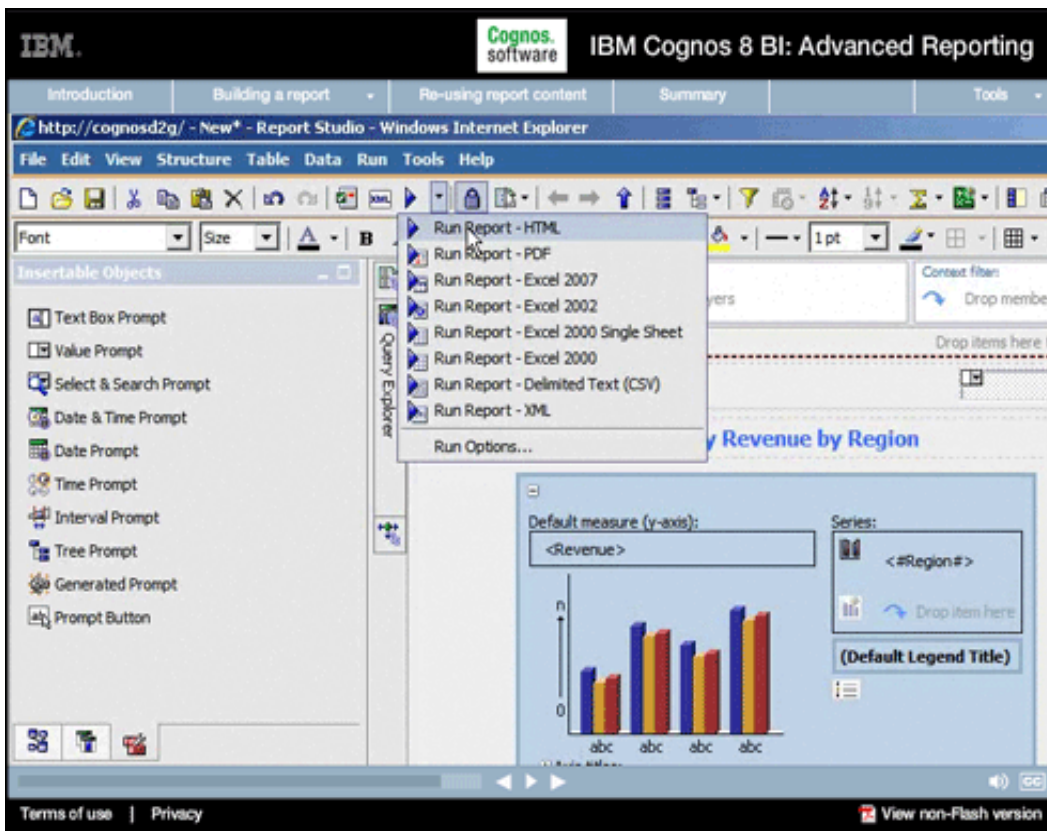 IBM.
Cognos.
software
IBM Cognos 8 BI: Advanced Reporting
Introduction
Building a report
Re-using report content
Summary
Tools
http://cognosd2g/ - New* - Report Studio - Windows Internet Explorer
File Edit View Structure Table Data Run Tools Help
XML
Font
Size
A
B
1pt
Run Report - HTML
Run Report - PDF
Run Report - Excel 2007
Run Report - Excel 2002
Run Report - Excel 2000 Single Sheet
Run Report - Excel 2000
Run Report - Delimited Text (CSV)
Run Report - XML
Run Options...
Insertable Objects
Text Box Prompt
Value Prompt
Select & Search Prompt
Date & Time Prompt
Date Prompt
Time Prompt
Interval Prompt
Tree Prompt
Generated Prompt
Prompt Button
Query Explorer
Context filter:
Drop membe
Drop items here
y Revenue by Region
Default measure (y-axis):
<Revenue>
Series:
<#Region#>
Drop item here
(Default Legend Title)
n
0
abc abc abc abc
CC
Terms of use | Privacy
View non-Flash version